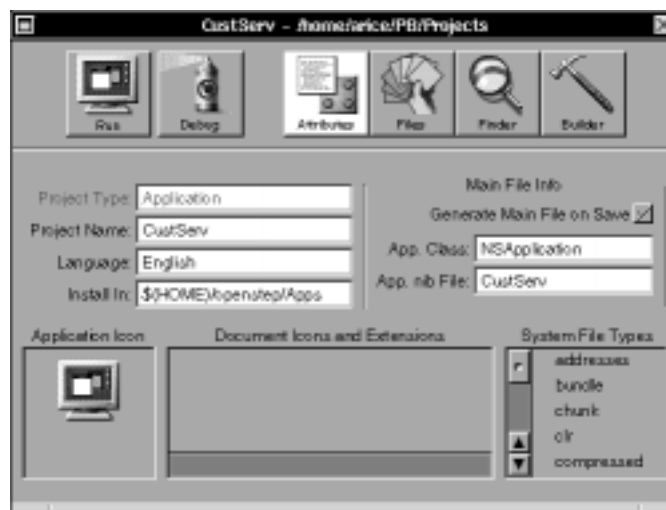 CustServ – /home/arice/PB/Projects
Run Debug Attributes Files Finder Builder
Main File Info
Project Type: Application
Generate Main File on Save
Project Name: CustServ
App. Class: NSApplication
Language: English
App. nib File: CustServ
Install In: $(HOME)/openstep/Apps
Application Icon Document Icons and Extensions System File Types
addresses
bundle
chunk
clr
compressed